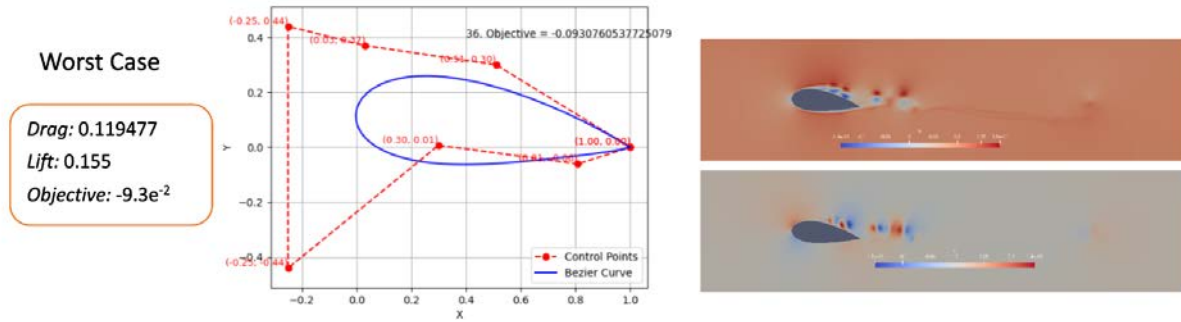 Worst Case
Drag: 0.119477
Lift: 0.155
Objective: -9.3e-2
(-0.25, 0.44)
36. Objective = -0.0930760537725079
(0.03, 0.37)
(0.51, 0.30)
(0.30, 0.01)
(1.00, 0.00)
(-0.25, -0.44)
0.4
0.2
0.0
−0.2
−0.4
Y
Control Points
Bezier Curve
−0.2
0.0
0.2
0.4
0.6
0.8
1.0
X